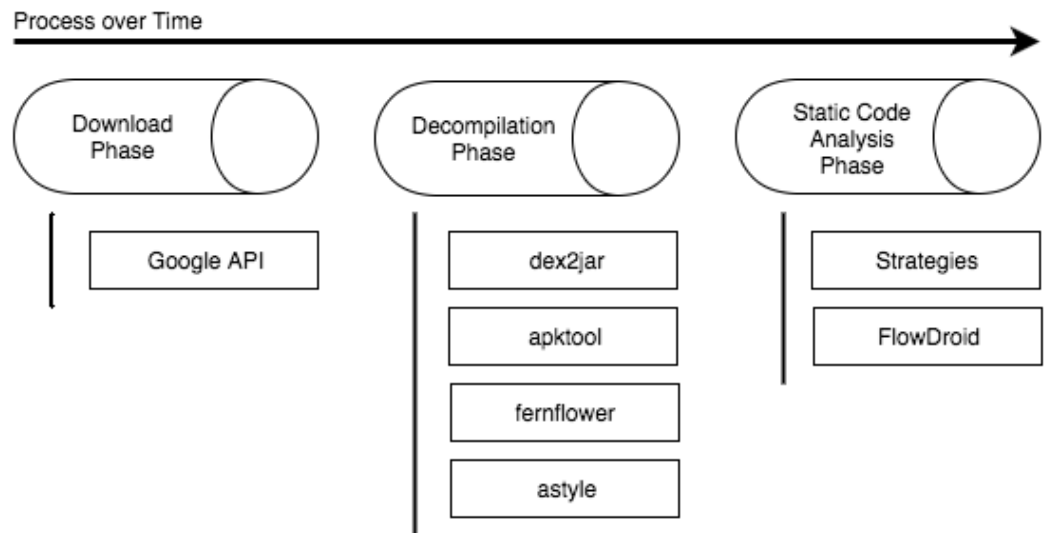 Process over Time
Download
Phase
Decompilation
Phase
Static Code
Analysis
Phase
Google API
dex2jar
Strategies
apktool
FlowDroid
fernflower
astyle